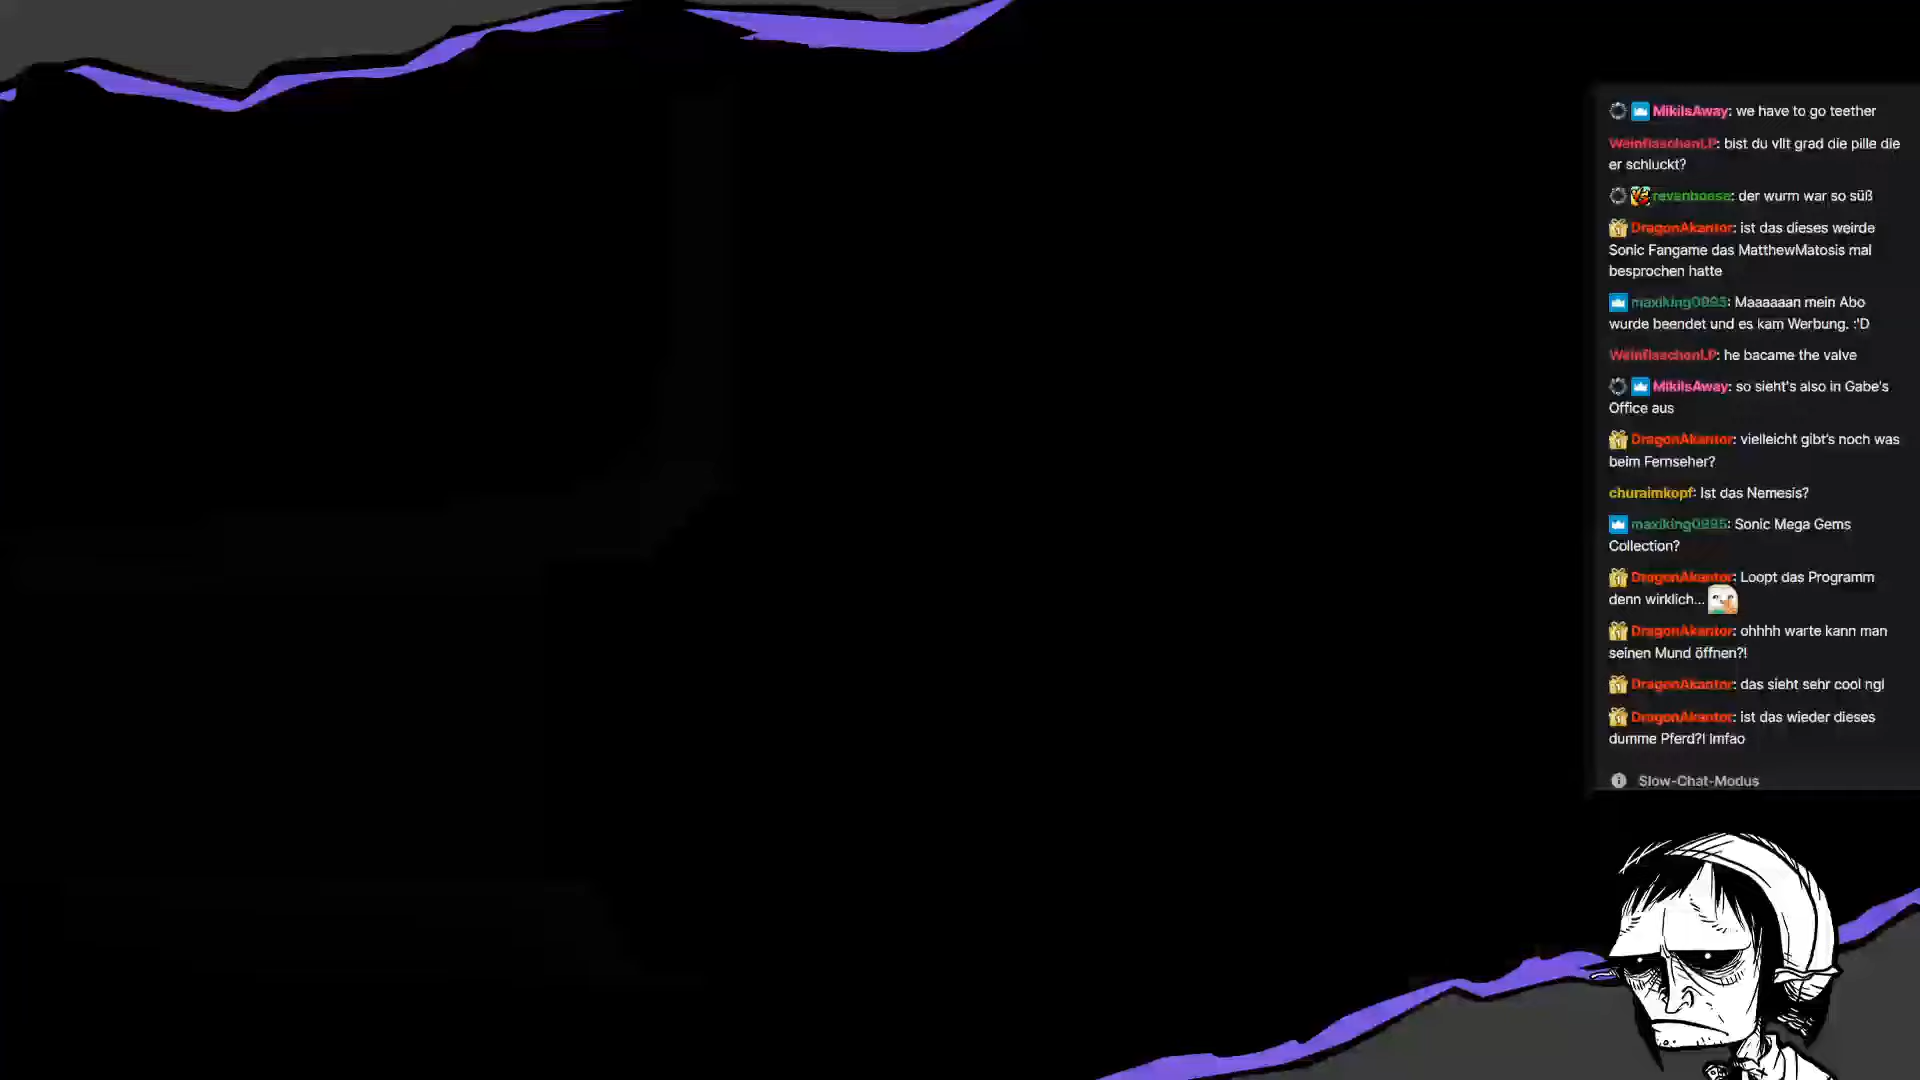 MikiIsAway: we have to go teether
WeinflaschenLP: bist du vllt grad die pille die
er schluckt?
revanboese: der wurm war so süß
DragonAkantor: ist das dieses weirde
Sonic Fangame das MatthewMatosis mal
besprochen hatte
maxiking0995: Maaaaaan mein Abo
wurde beendet und es kam Werbung. :'D
WeinflaschenLP: he bacame the valve
MikiIsAway: so sieht's also in Gabe's
Office aus
DragonAkantor: vielleicht gibt's noch was
beim Fernseher?
churaimkopf: Ist das Nemesis?
maxiking0995: Sonic Mega Gems
Collection?
DragonAkantor: Loopt das Programm
denn wirklich...
DragonAkantor: ohhhh warte kann man
seinen Mund öffnen?!
DragonAkantor: das sieht sehr cool ngl
DragonAkantor: ist das wieder dieses
dumme Pferd?! lmfao
Slow-Chat-Modus